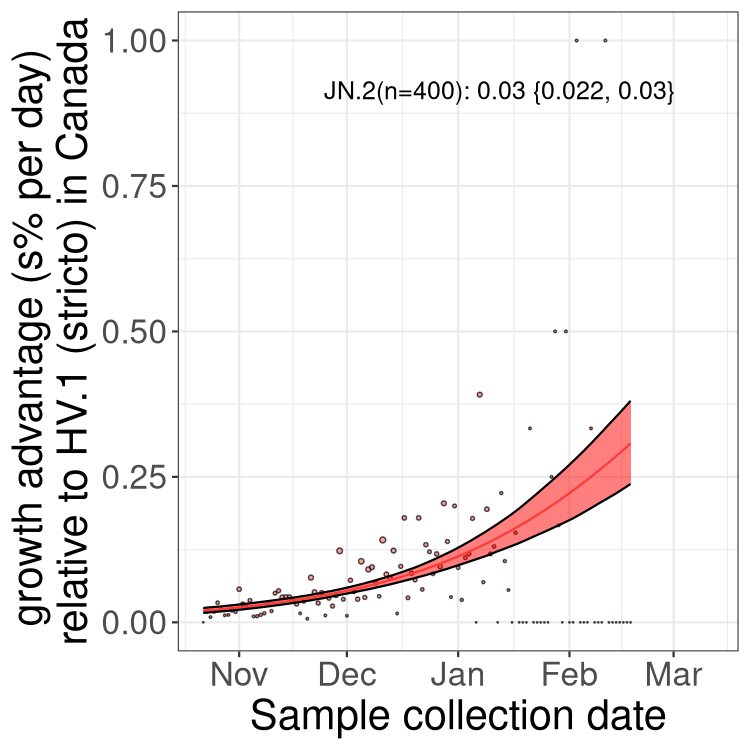 growth advantage (s% per day)
relative to HV.1 (stricto) in Canada
1.00
JN.2(n=400): 0.03 {0.022, 0.03}
0.75
0.50
0.25
0.00
Nov Dec Jan Feb Mar
Sample collection date